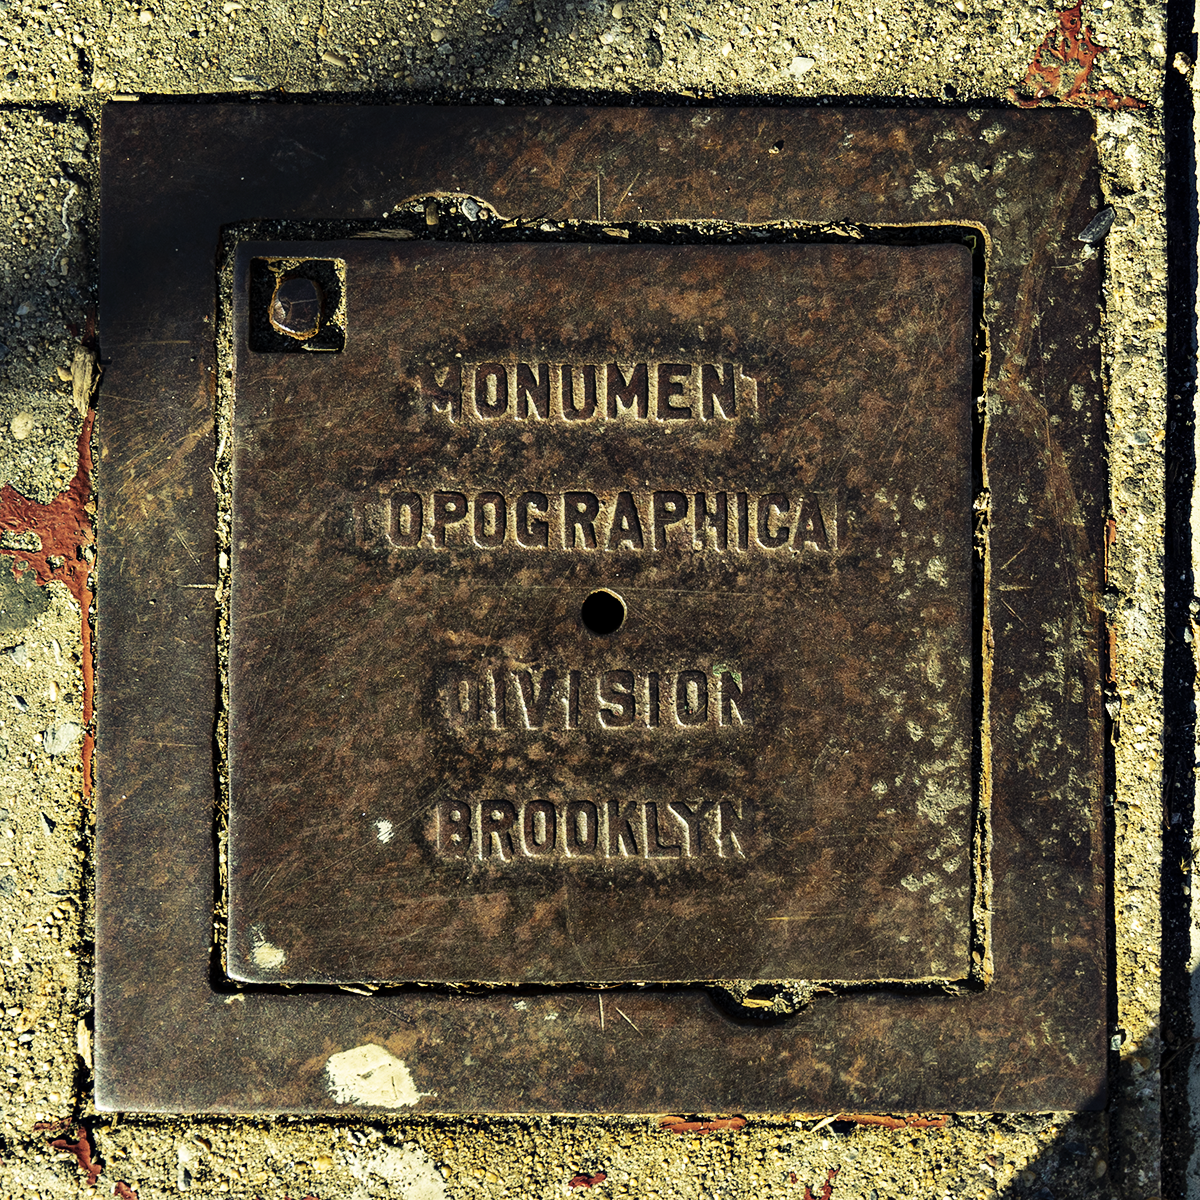 MONUMENT
TOPOGRAPHICAL
DIVISION
BROOKLYN